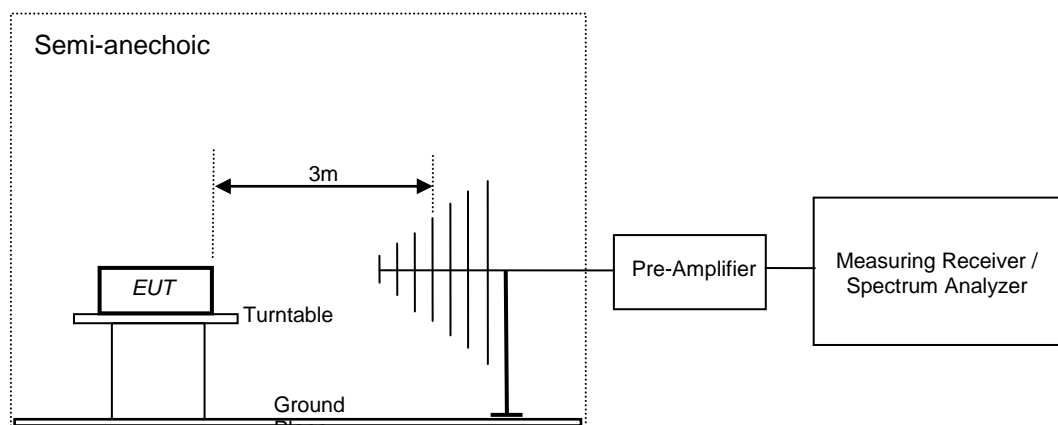 Semi-anechoic
3m
EUT
Turntable
Ground
Pre-Amplifier
Measuring Receiver /
Spectrum Analyzer